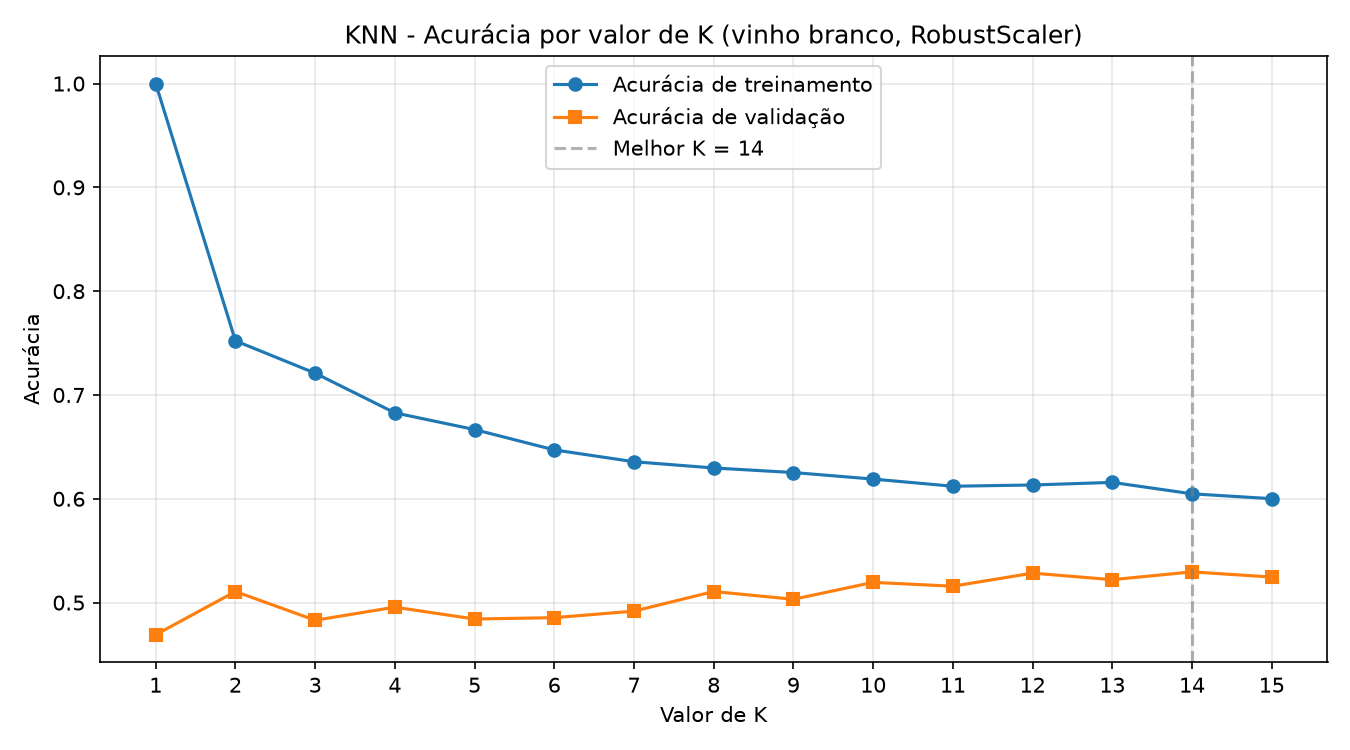 KNN - Acurácia por valor de K (vinho branco, RobustScaler)
Acurácia de treinamento
Acurácia de validação
Melhor K = 14
Acurácia
1.0
0.9
0.8
0.7
0.6
0.5
1 2 3 4 5 6 7 8 9 10 11 12 13 14 15
Valor de K